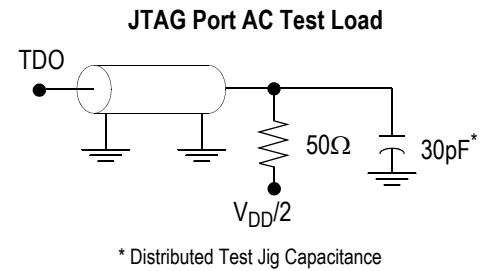 JTAG Port AC Test Load
TDO
50Ω
30pF*
VDD/2
* Distributed Test Jig Capacitance